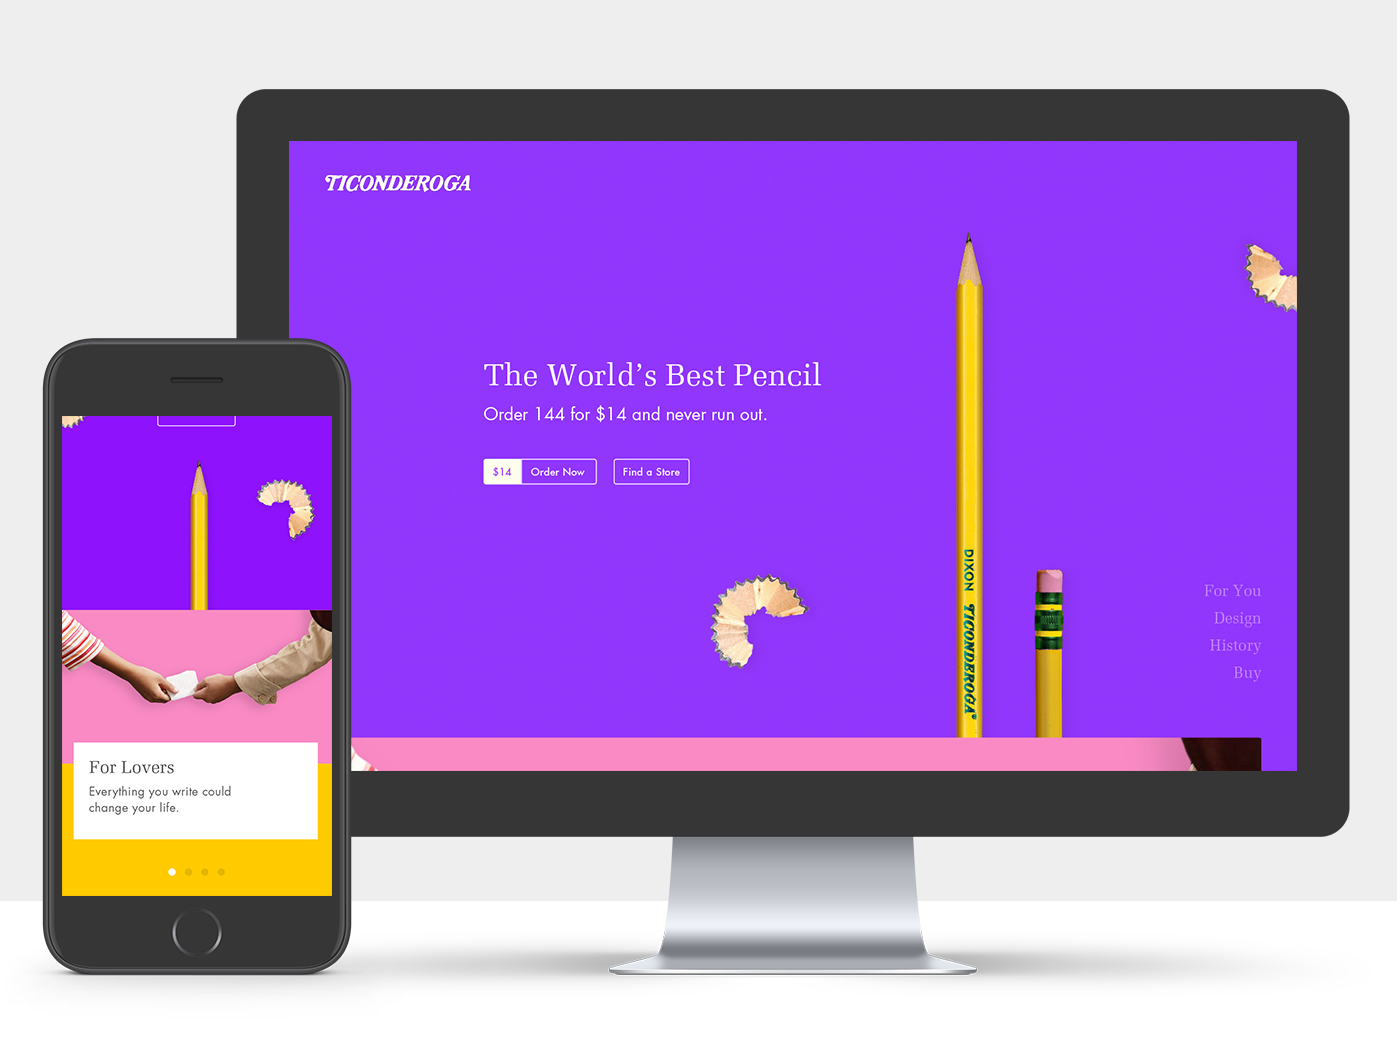 TICONDEROGA
The World's Best Pencil
Order 144 for $14 and never run out.
$14 Order Now Find a Store
DIXON TICONDEROGA®
For You
Design
History
Buy
For Lovers
Everything you write could
change your life.